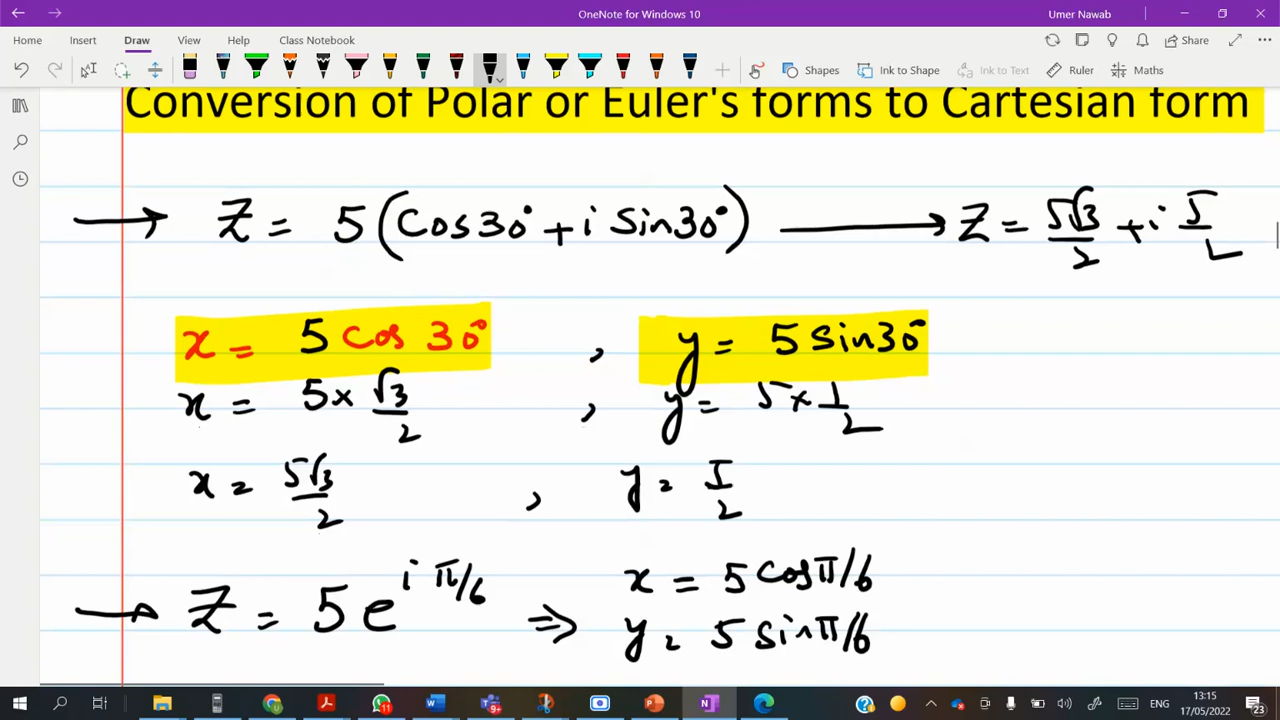 OneNote for Windows 10
Umer Nawab
Home Insert Draw View Help Class Notebook
Share
Shapes Ink to Shape Ink to Text Ruler Maths
Conversion of Polar or Euler's forms to Cartesian form
→ Z = 5(Cos30° + i Sin30°) → Z = 5√3/2 + i 5/2
x = 5 cos 30° , y = 5 sin30°
x = 5 × √3/2 , y = 5 × 1/2
x = 5√3/2 , y = 5/2
→ Z = 5e^(i π/6) ⇒ x = 5 cos π/6
y = 5 sin π/6
11
9+
ENG
13:15
17/05/2022
23